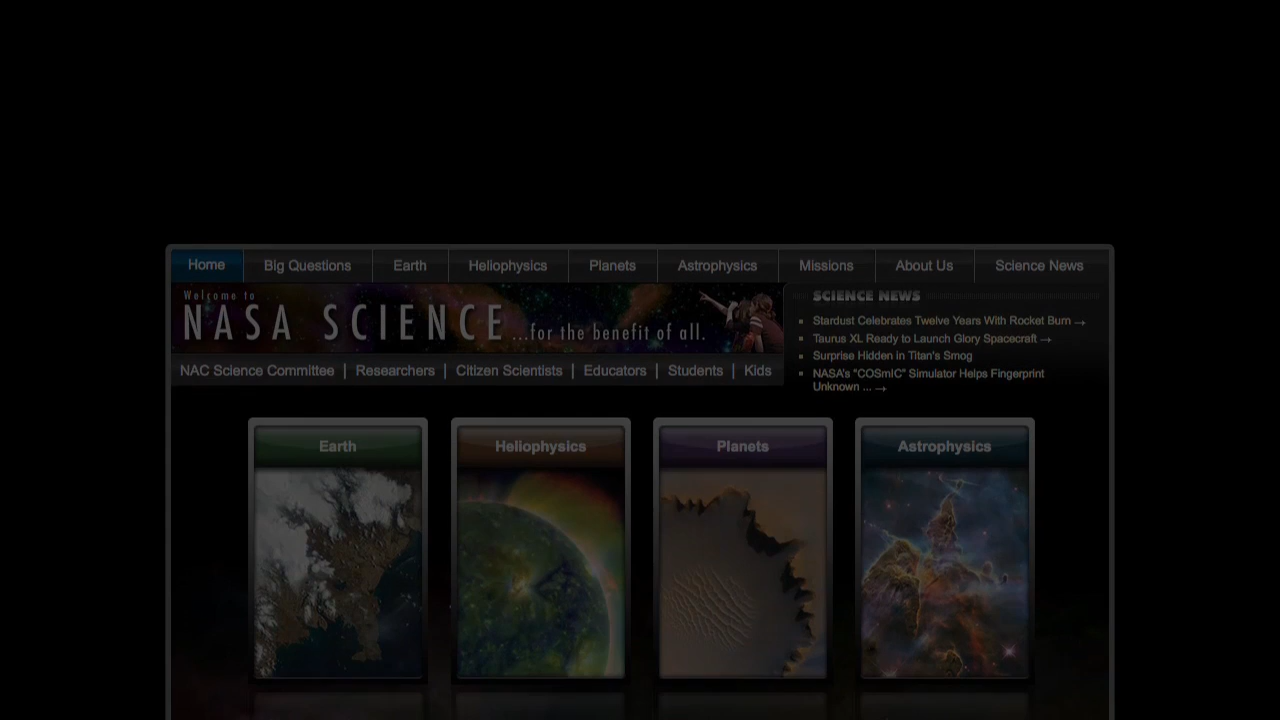 Home Big Questions Earth Heliophysics Planets Astrophysics Missions About Us Science News
Welcome to
NASA SCIENCE ...for the benefit of all.
NAC Science Committee | Researchers | Citizen Scientists | Educators | Students | Kids
SCIENCE NEWS
Stardust Celebrates Twelve Years With Rocket Burn →
Taurus XL Ready to Launch Glory Spacecraft →
Surprise Hidden in Titan's Smog
NASA's "COSmIC" Simulator Helps Fingerprint
Unknown ... →
Earth Heliophysics Planets Astrophysics